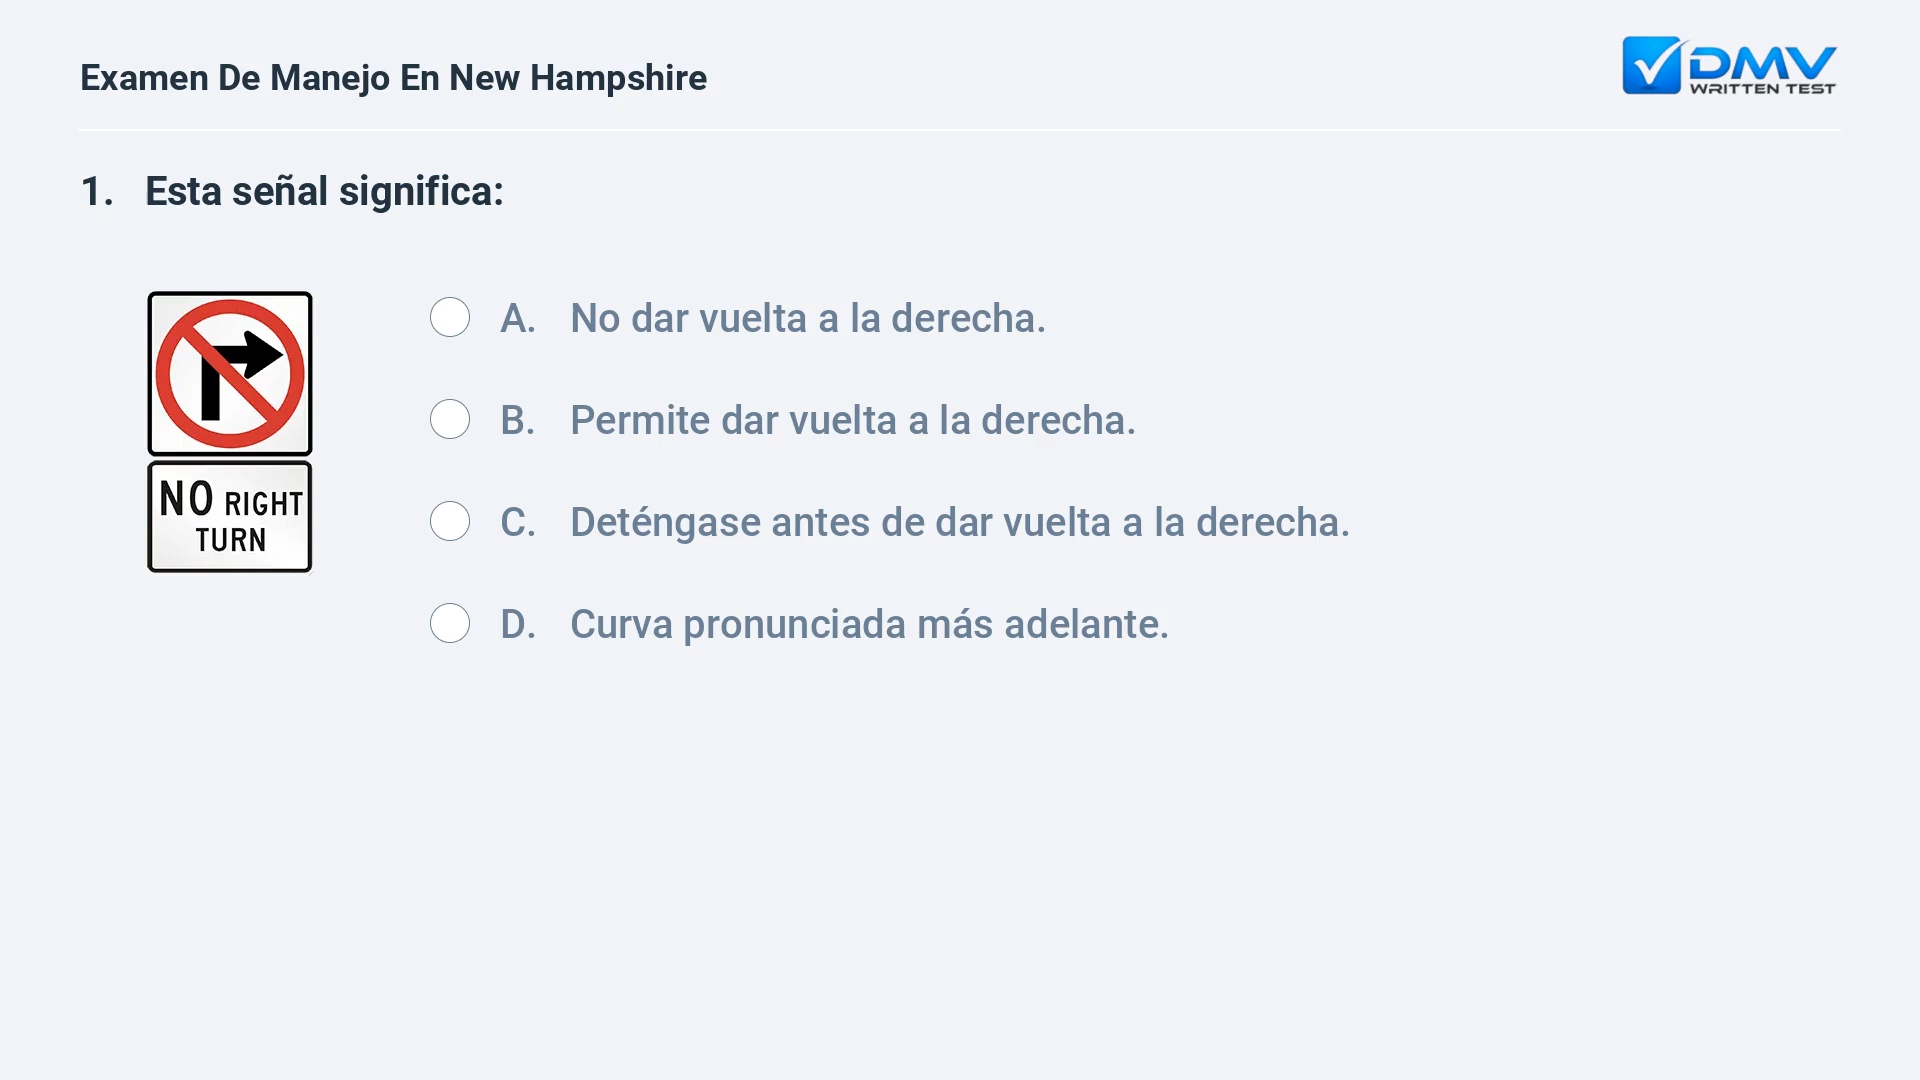 Examen De Manejo En New Hampshire
DMV
WRITTEN TEST
1. Esta señal significa:
NO RIGHT
TURN
A. No dar vuelta a la derecha.
B. Permite dar vuelta a la derecha.
C. Deténgase antes de dar vuelta a la derecha.
D. Curva pronunciada más adelante.